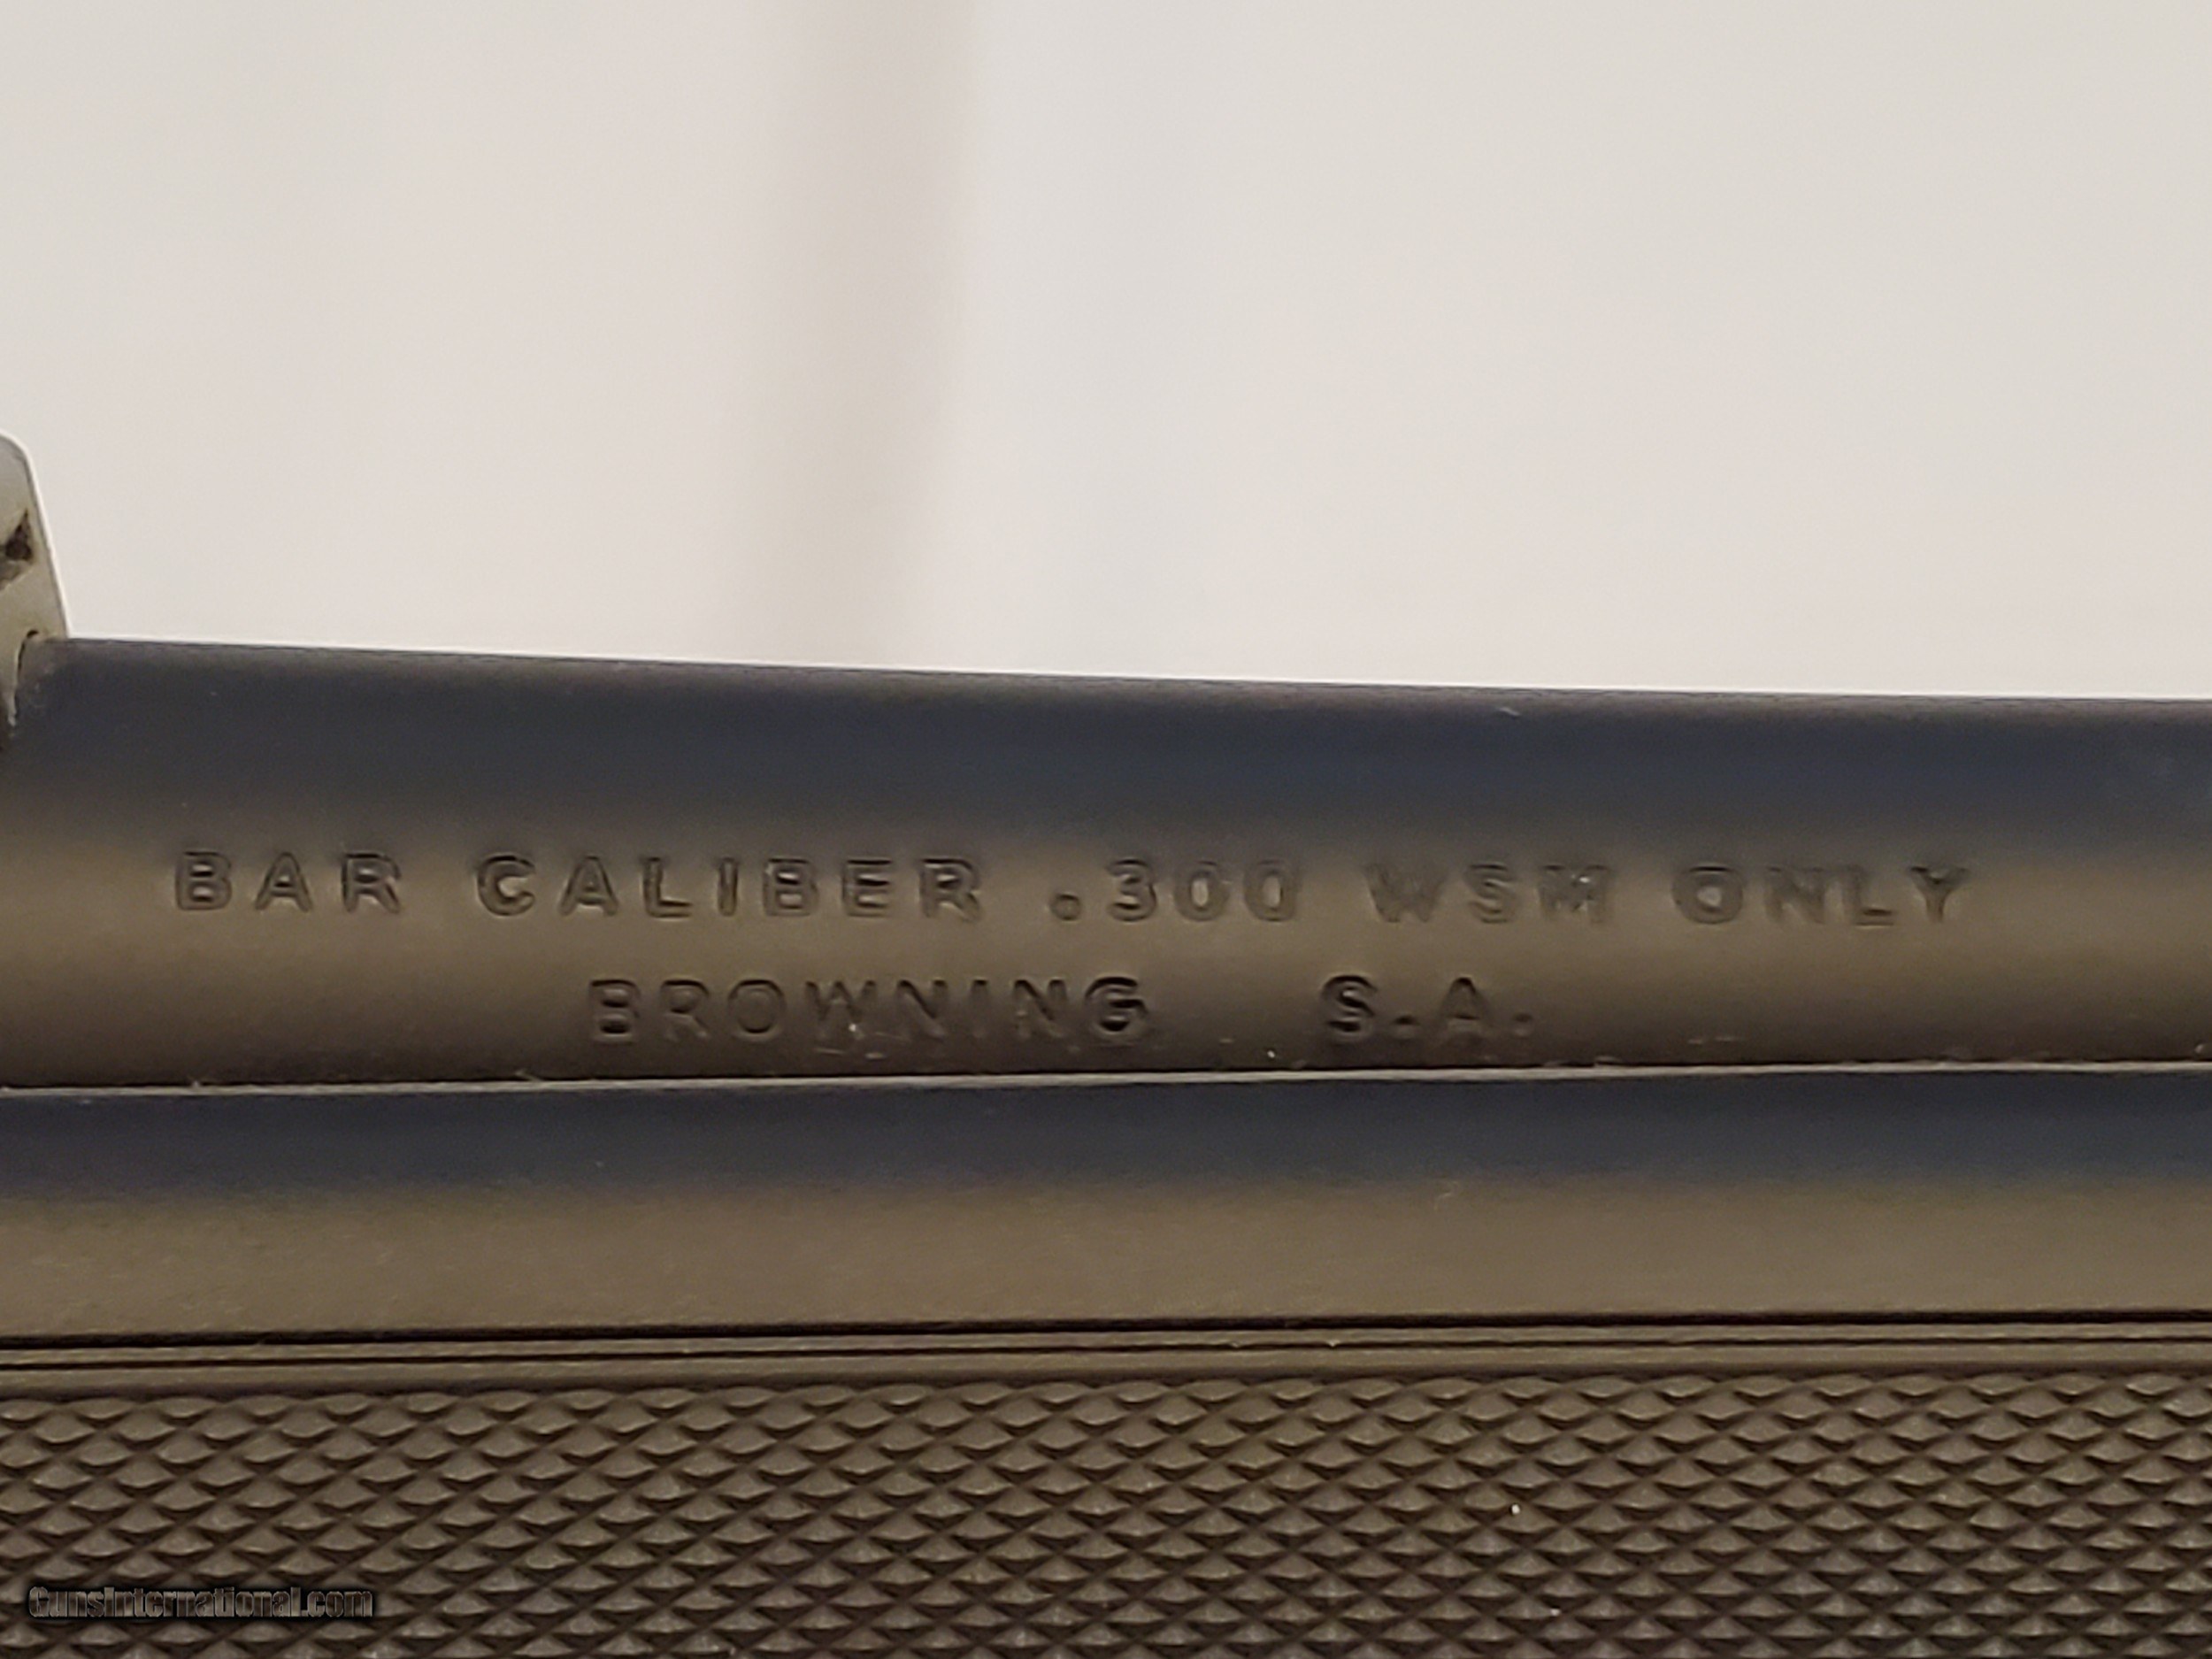 BAR CALIBER .300 WSM ONLY
BROWNING S.A.
GunsInternational.com